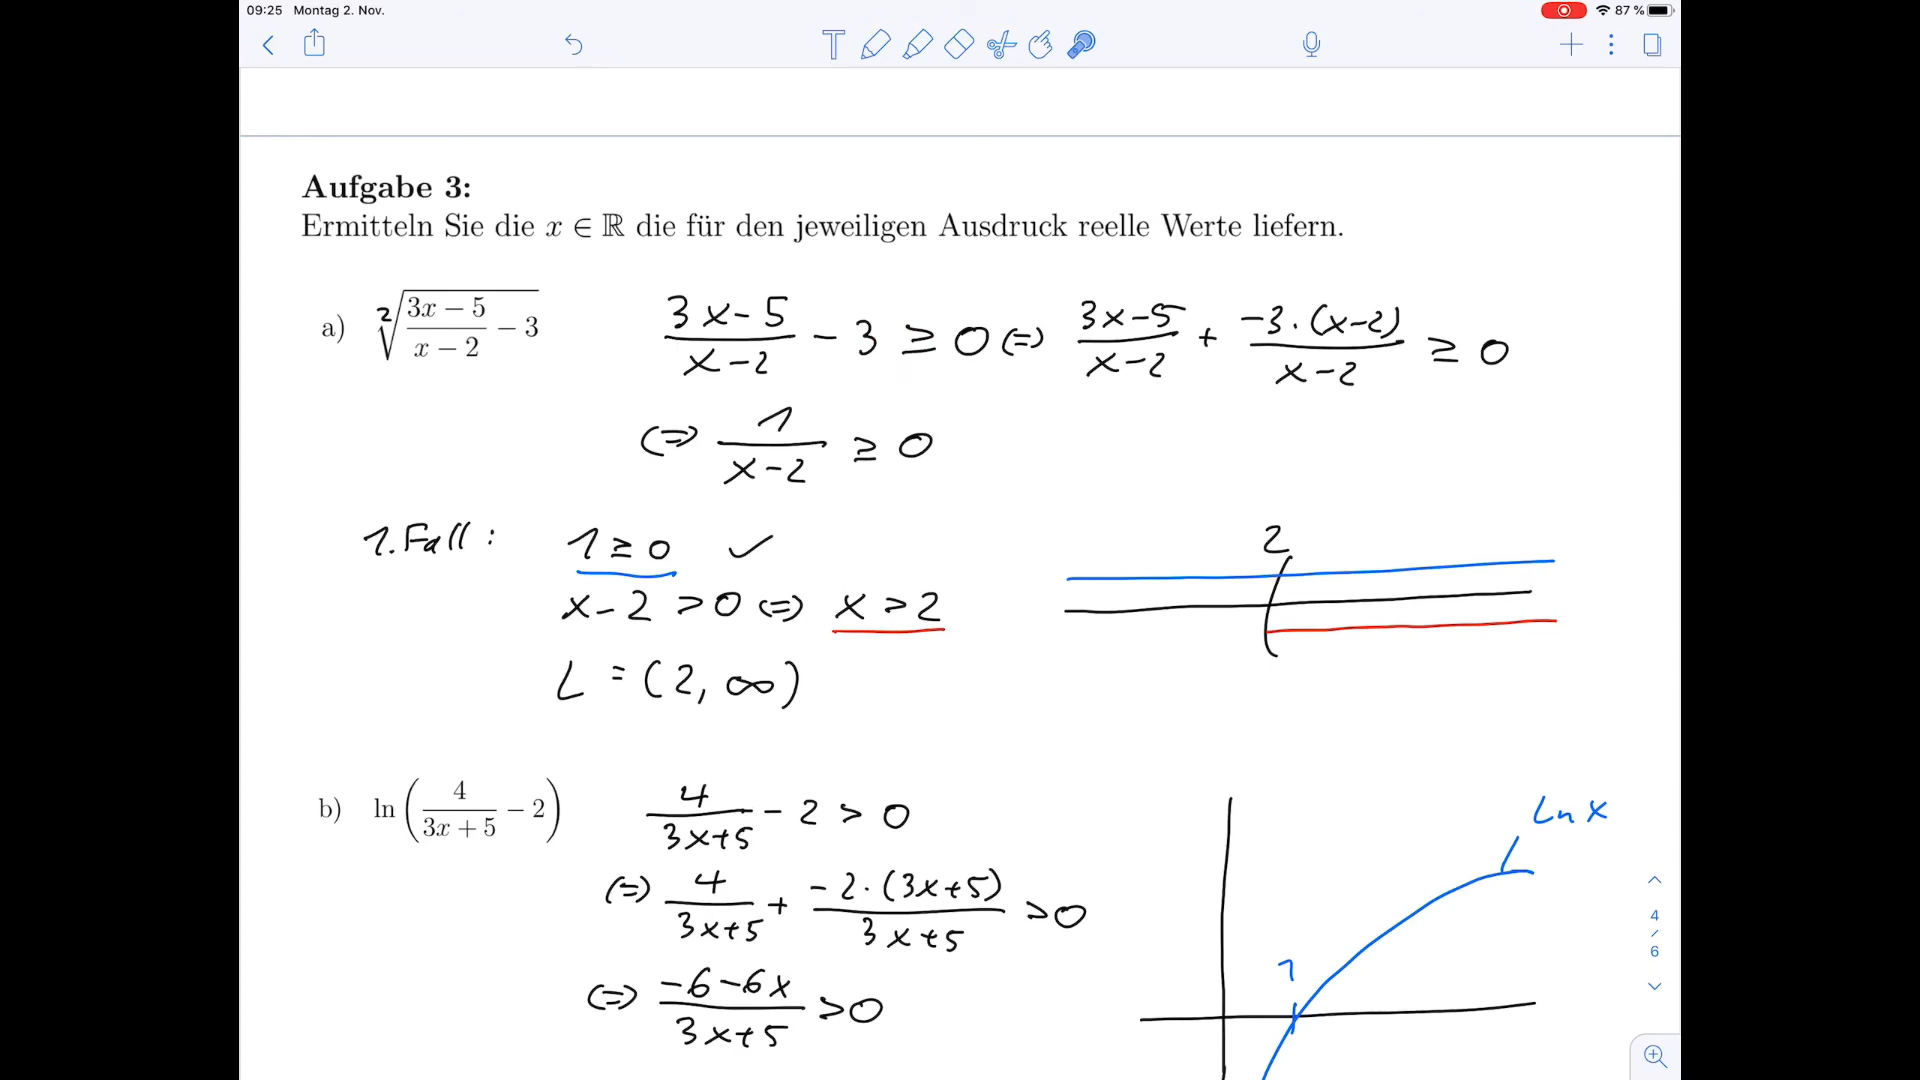 09:25 Montag 2. Nov. 87 %
Aufgabe 3:
Ermitteln Sie die x ∈ ℝ die für den jeweiligen Ausdruck reelle Werte liefern.
a) ²√((3x − 5)/(x − 2) − 3) (3x−5)/(x−2) − 3 ≥ 0 (=) (3x−5)/(x−2) + (−3·(x−2))/(x−2) ≥ 0
(=) 1/(x−2) ≥ 0
1. Fall: 1 ≥ 0 ✓
2
x−2 > 0 (=) x > 2
L = (2, ∞)
b) ln(4/(3x + 5) − 2) 4/(3x+5) − 2 > 0
ln x
(=) 4/(3x+5) + (−2·(3x+5))/(3x+5) > 0
4
/
6
1
(=) (−6−6x)/(3x+5) > 0